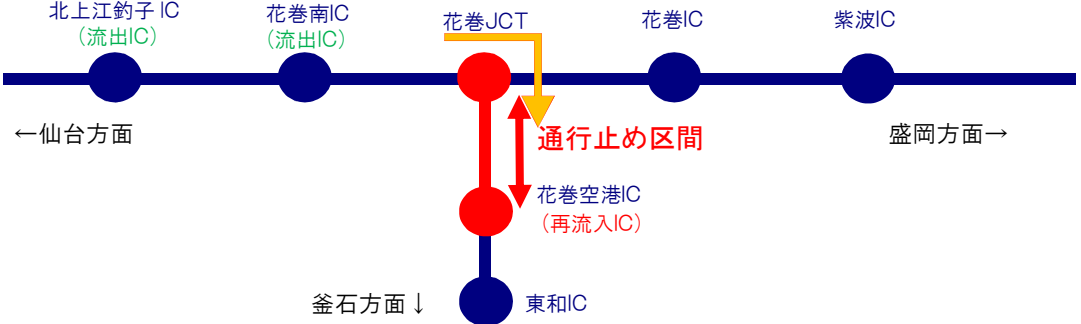 北上江釣子 IC
（流出IC）
花巻南IC
（流出IC）
花巻JCT
花巻IC
紫波IC
←仙台方面
通行止め区間
盛岡方面→
花巻空港IC
（再流入IC）
釜石方面↓
東和IC